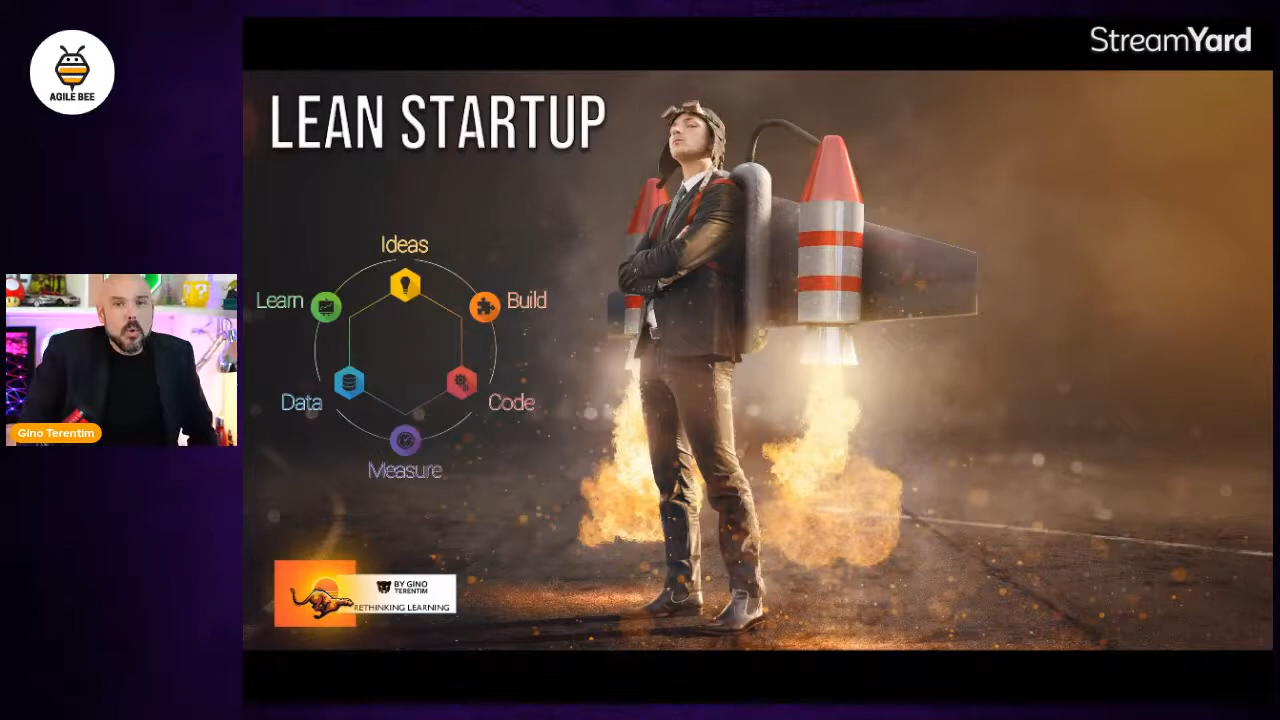 AGILE BEE
StreamYard
LEAN STARTUP
Ideas
Learn
Build
Data
Code
Measure
Gino Terentim
BY GINO
TERENTIM
RETHINKING LEARNING